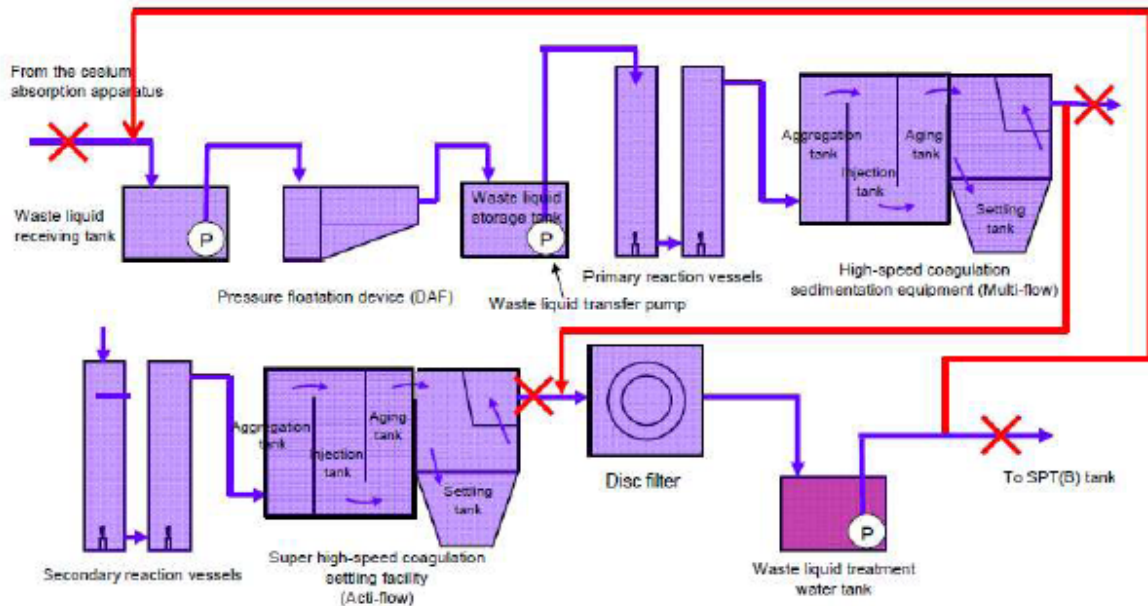 From the cesium
absorption apparatus
Waste liquid
receiving tank
P
Pressure floatation device (DAF)
Waste liquid
storage tank
P
Waste liquid transfer pump
Primary reaction vessels
Aggregation
tank
Injection
tank
Aging
tank
Settling
tank
High-speed coagulation
sedimentation equipment (Multi-flow)
Secondary reaction vessels
Aggregation
tank
Injection
tank
Aging
tank
Settling
tank
Super high-speed coagulation
settling facility
(Acti-flow)
Disc filter
P
Waste liquid treatment
water tank
To SPT(B) tank